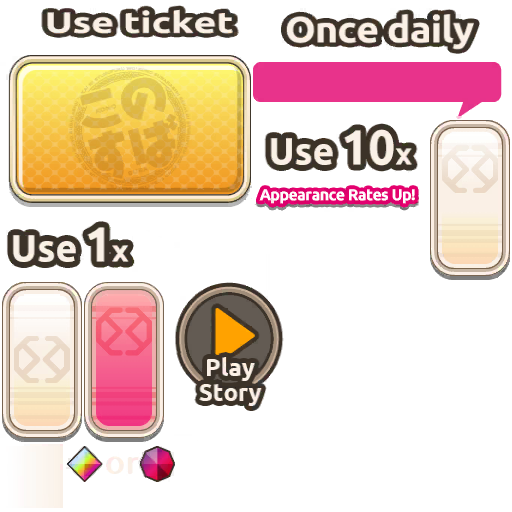 Use ticket
Once daily
このすば
Use 10x
Appearance Rates Up!
Use 1x
Play
Story
or